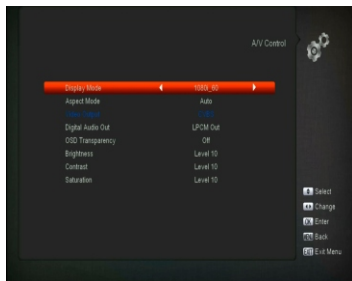 A/V Control
Display Mode 1080i_60
Aspect Mode Auto
Digital Audio Out LPCM Out
OSD Transparency Off
Brightness Level 10
Contrast Level 10
Saturation Level 10
Select
Change
OK Enter
Back
Exit Menu